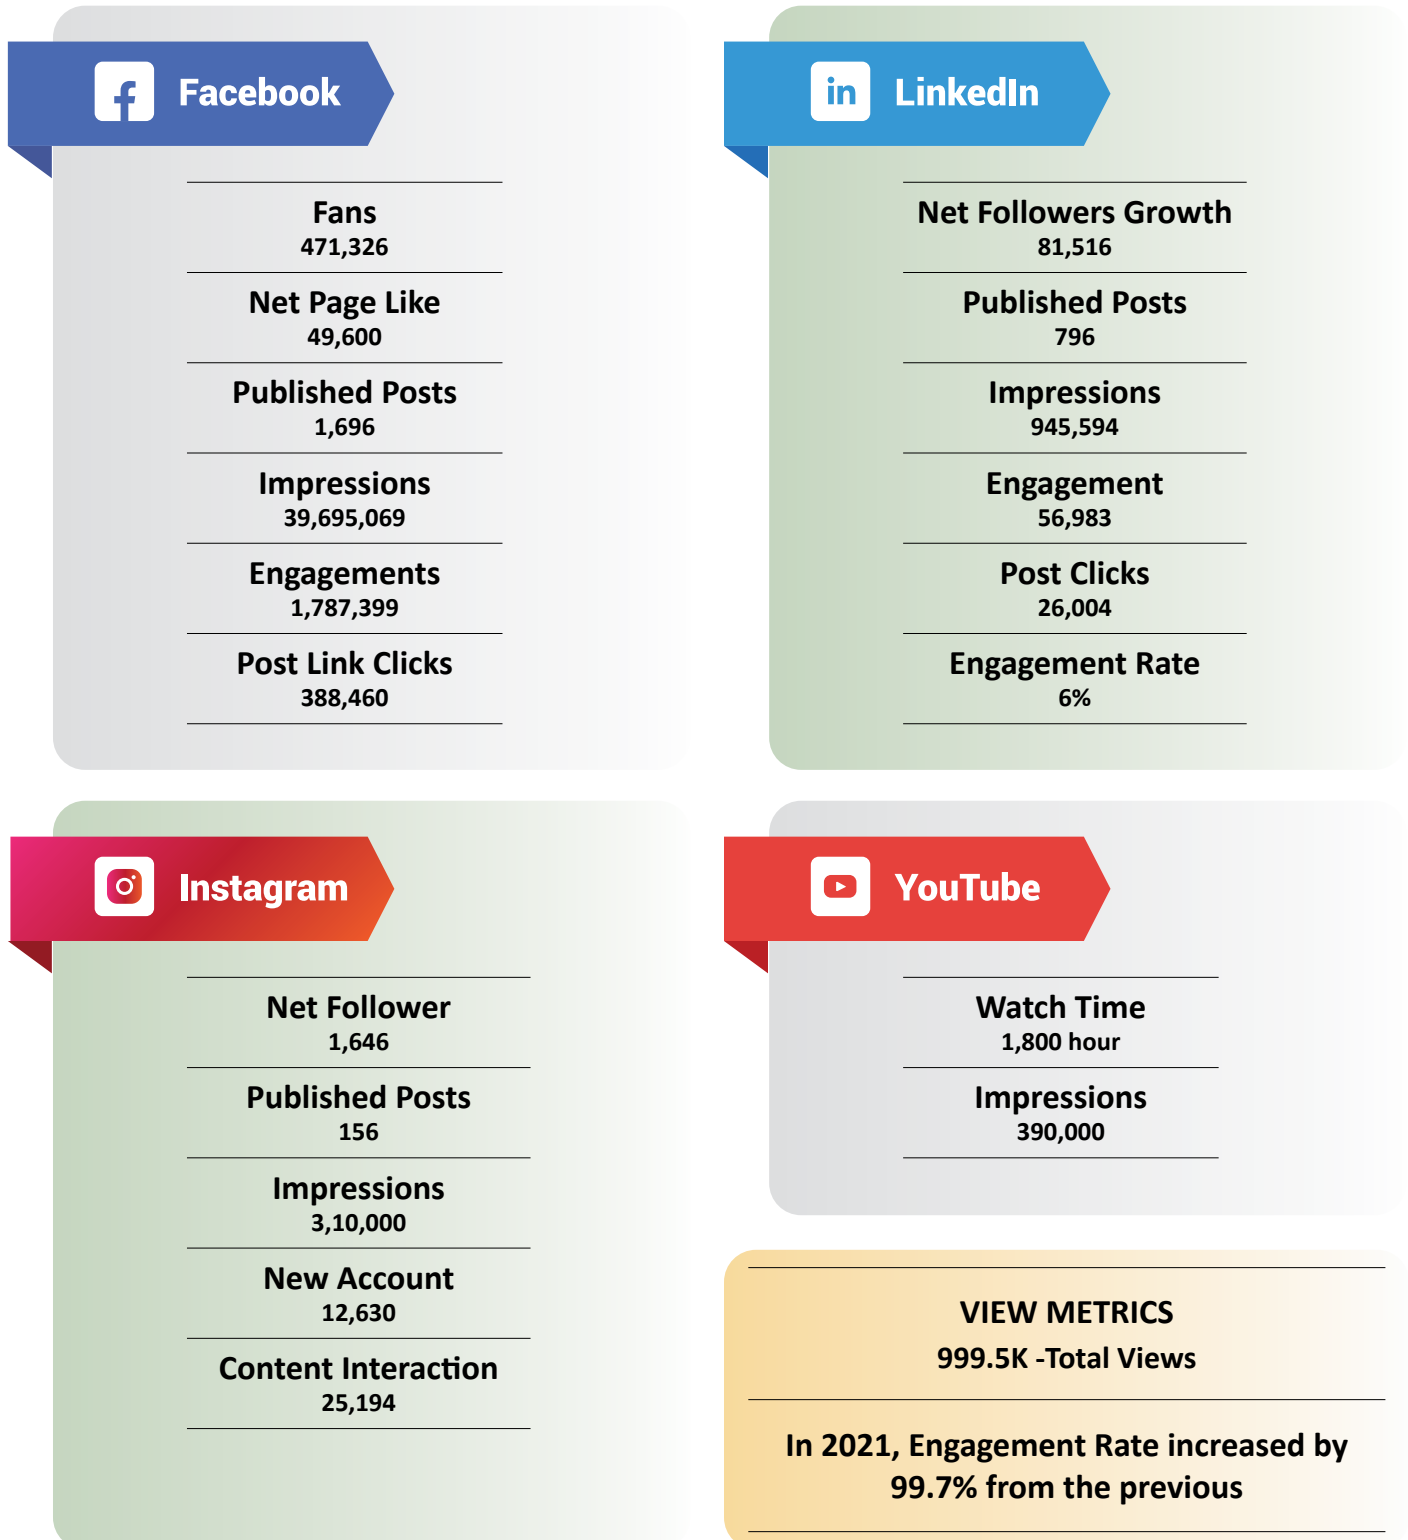 Facebook
Fans
471,326
Net Page Like
49,600
Published Posts
1,696
Impressions
39,695,069
Engagements
1,787,399
Post Link Clicks
388,460
in LinkedIn
Net Followers Growth
81,516
Published Posts
796
Impressions
945,594
Engagement
56,983
Post Clicks
26,004
Engagement Rate
6%
Instagram
Net Follower
1,646
Published Posts
156
Impressions
3,10,000
New Account
12,630
Content Interaction
25,194
YouTube
Watch Time
1,800 hour
Impressions
390,000
VIEW METRICS
999.5K -Total Views
In 2021, Engagement Rate increased by
99.7% from the previous